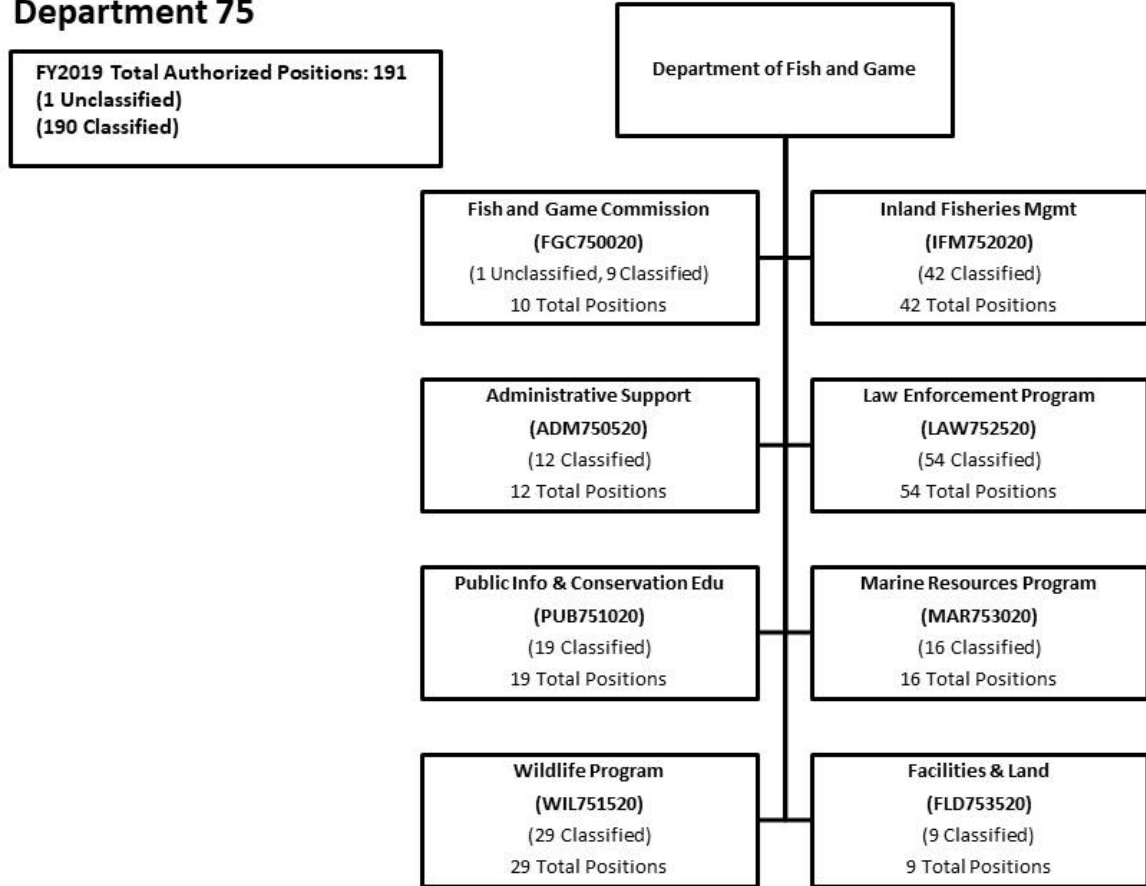 Department 75
FY2019 Total Authorized Positions: 191
(1 Unclassified)
(190 Classified)
Department of Fish and Game
Fish and Game Commission
(FGC750020)
(1 Unclassified, 9 Classified)
10 Total Positions
Inland Fisheries Mgmt
(IFM752020)
(42 Classified)
42 Total Positions
Administrative Support
(ADM750520)
(12 Classified)
12 Total Positions
Law Enforcement Program
(LAW752520)
(54 Classified)
54 Total Positions
Public Info & Conservation Edu
(PUB751020)
(19 Classified)
19 Total Positions
Marine Resources Program
(MAR753020)
(16 Classified)
16 Total Positions
Wildlife Program
(WIL751520)
(29 Classified)
29 Total Positions
Facilities & Land
(FLD753520)
(9 Classified)
9 Total Positions